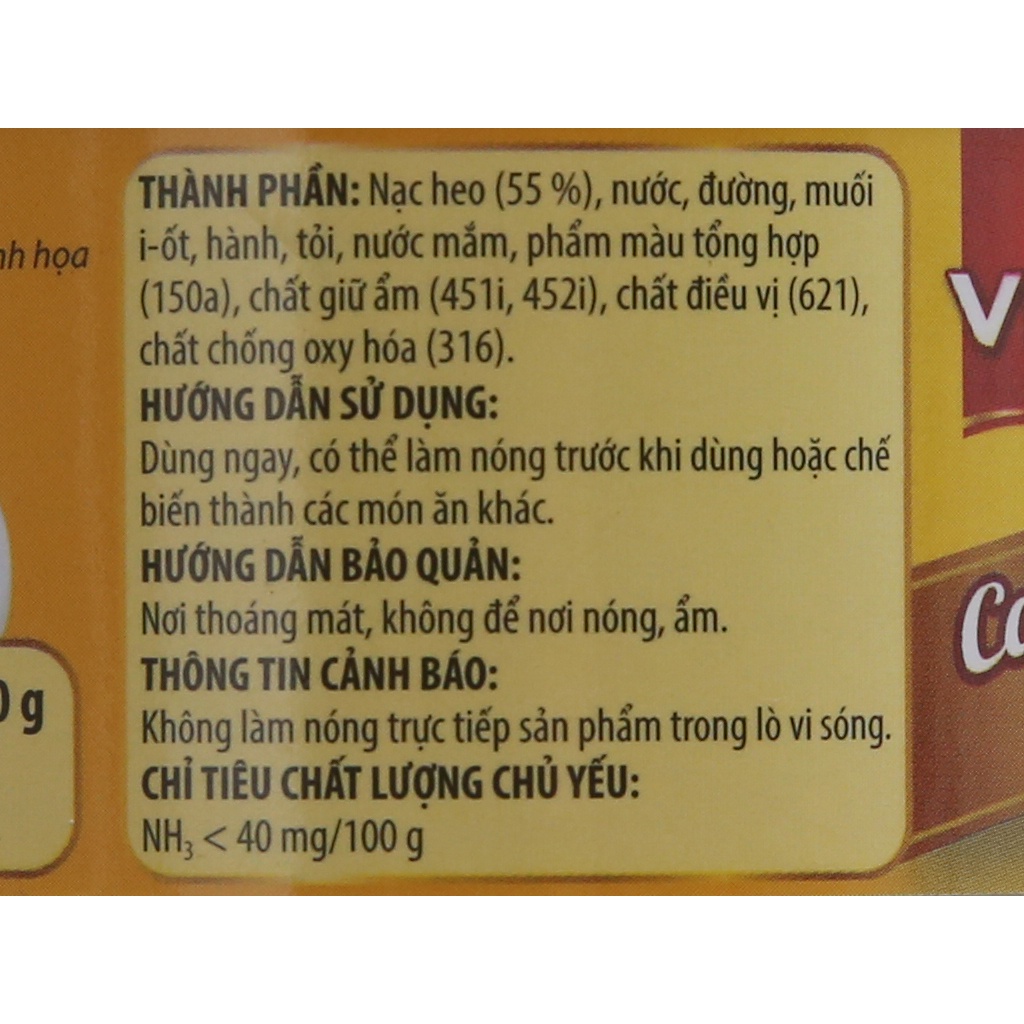 THÀNH PHẦN: Nạc heo (55 %), nước, đường, muối
i-ốt, hành, tỏi, nước mắm, phẩm màu tổng hợp
(150a), chất giữ ẩm (451i, 452i), chất điều vị (621),
chất chống oxy hóa (316).
HƯỚNG DẪN SỬ DỤNG:
Dùng ngay, có thể làm nóng trước khi dùng hoặc chế
biến thành các món ăn khác.
HƯỚNG DẪN BẢO QUẢN:
Nơi thoáng mát, không để nơi nóng, ẩm.
THÔNG TIN CẢNH BÁO:
Không làm nóng trực tiếp sản phẩm trong lò vi sóng.
CHỈ TIÊU CHẤT LƯỢNG CHỦ YẾU:
NH₃ < 40 mg/100 g
họa
g
V